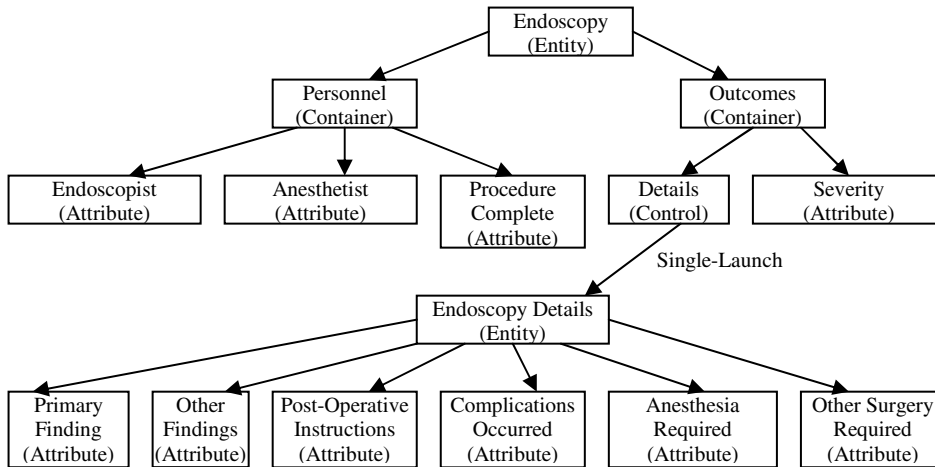 Endoscopy
(Entity)
Personnel
(Container)
Outcomes
(Container)
Endoscopist
(Attribute)
Anesthetist
(Attribute)
Procedure
Complete
(Attribute)
Details
(Control)
Severity
(Attribute)
Single-Launch
Endoscopy Details
(Entity)
Primary
Finding
(Attribute)
Other
Findings
(Attribute)
Post-Operative
Instructions
(Attribute)
Complications
Occurred
(Attribute)
Anesthesia
Required
(Attribute)
Other Surgery
Required
(Attribute)